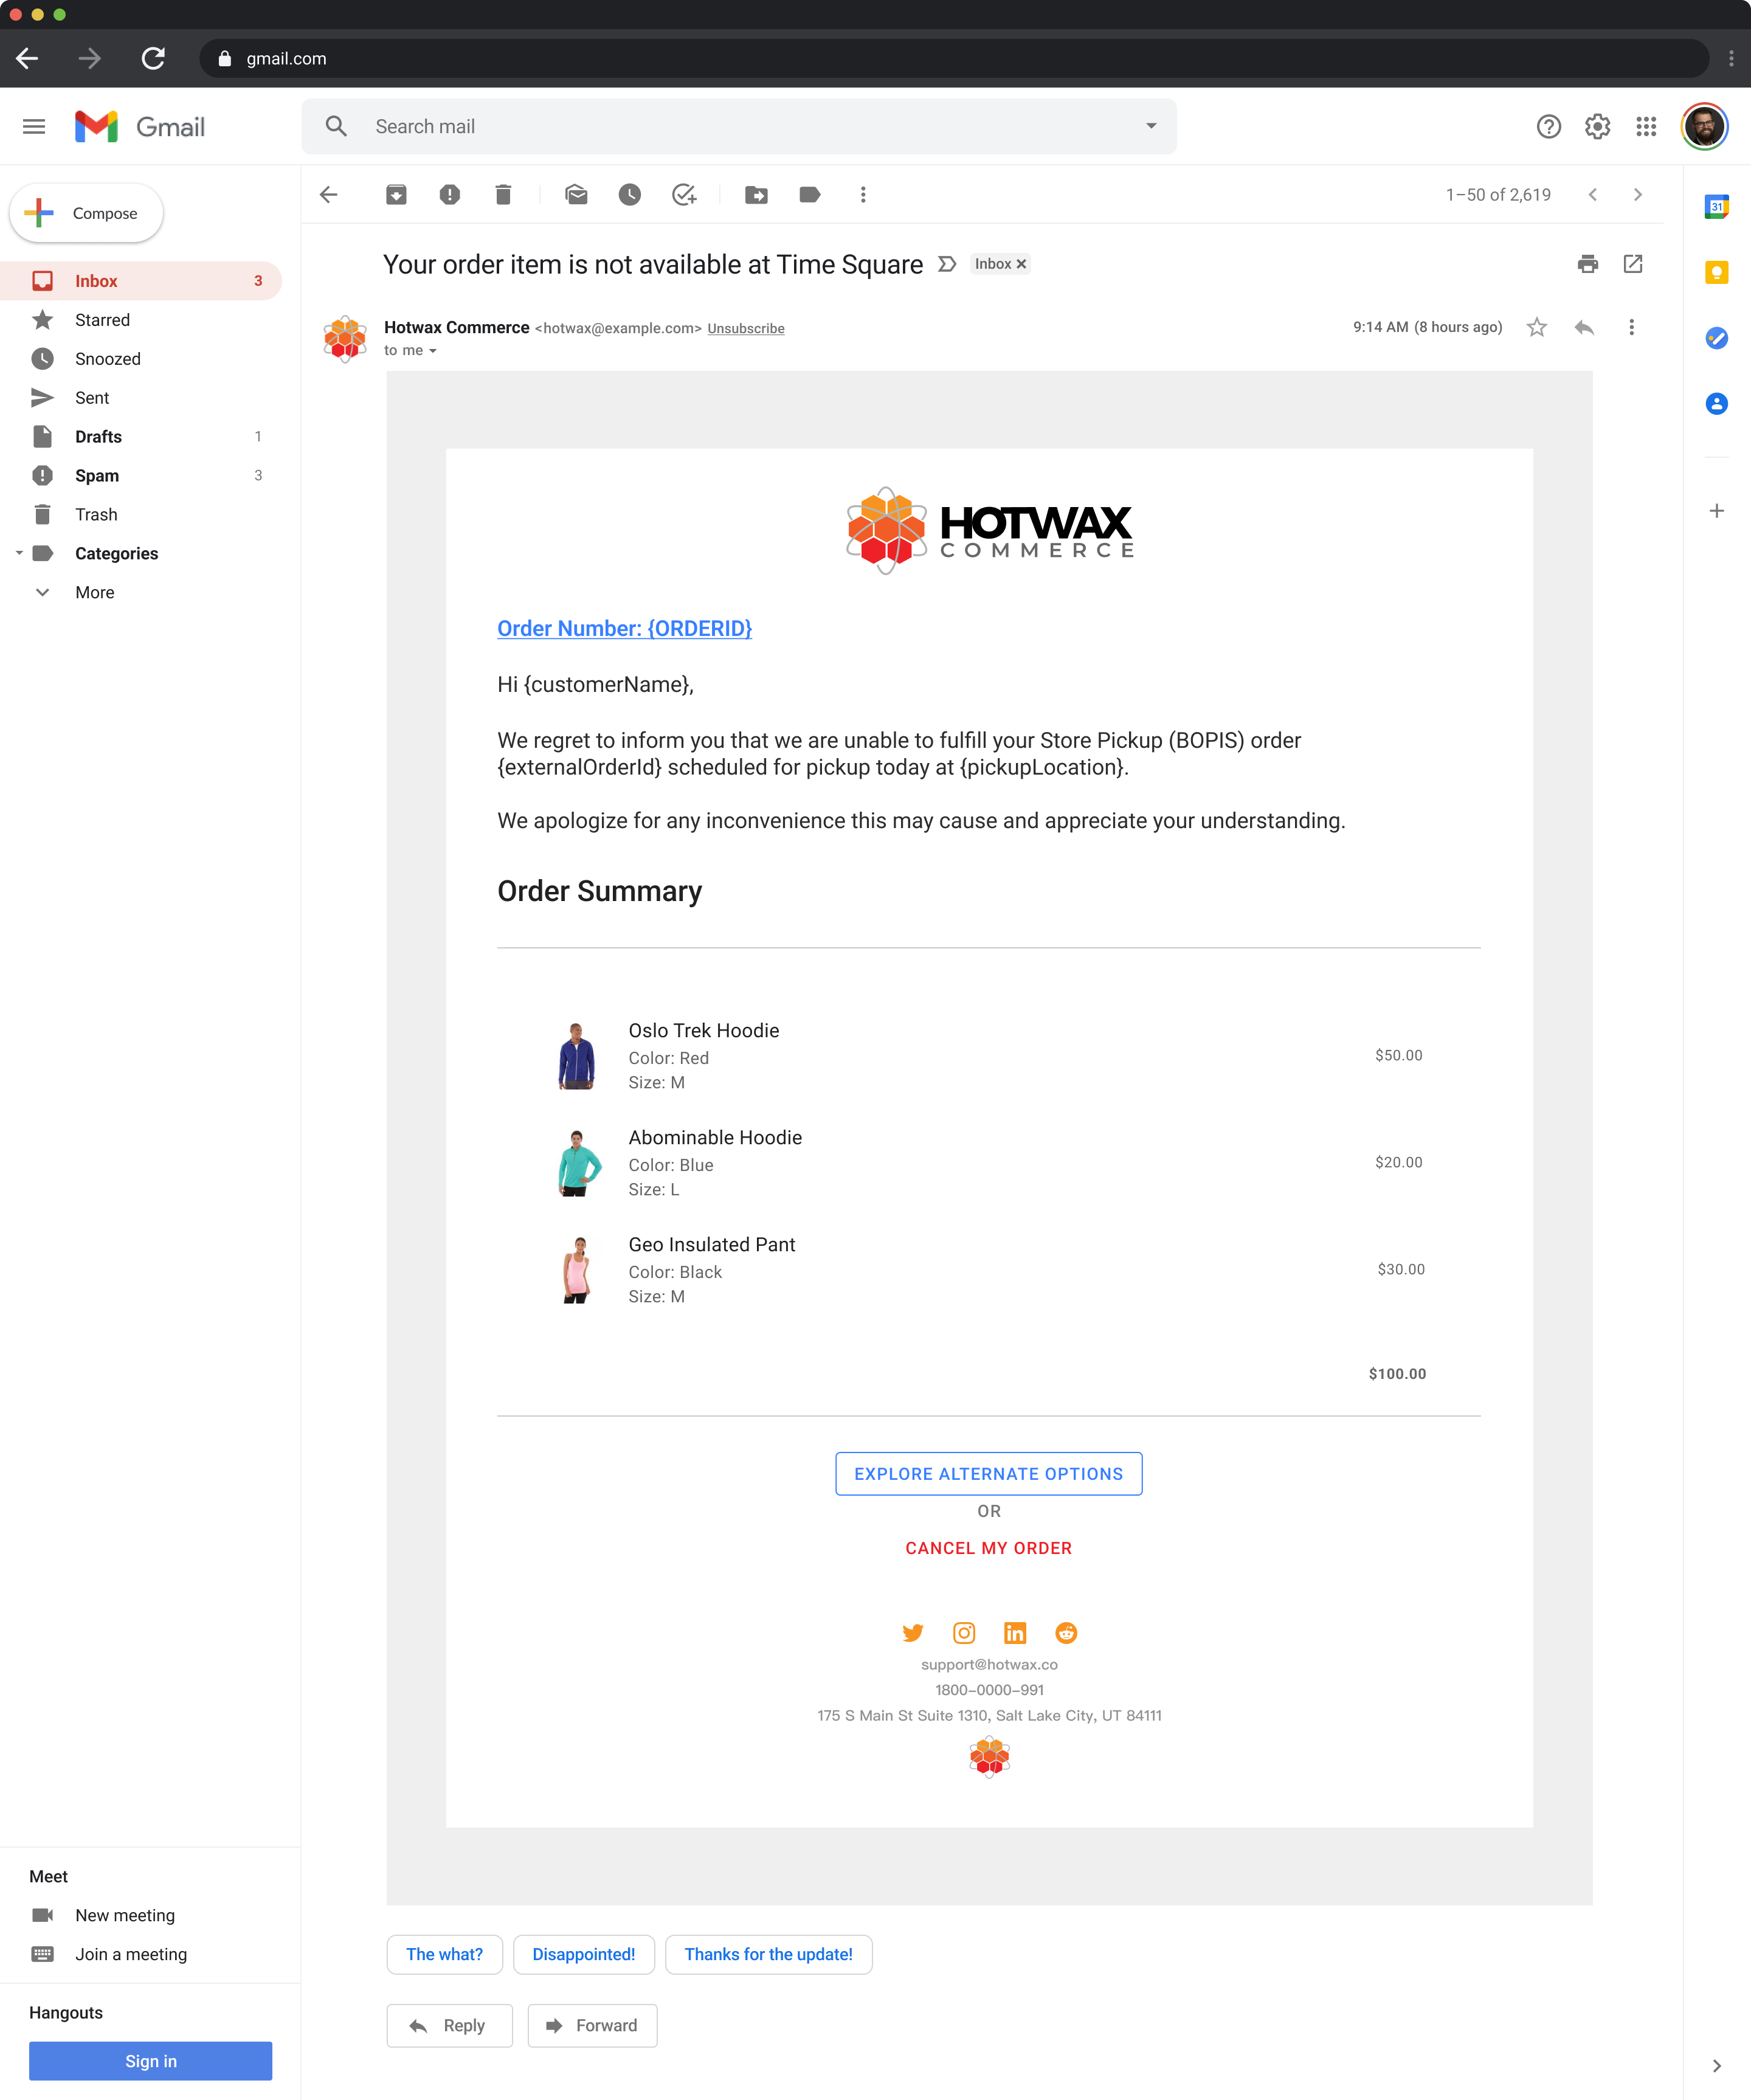 gmail.com
Gmail
Search mail
Compose
1–50 of 2,619
31
Inbox 3
Starred
Snoozed
Sent
Drafts 1
Spam 3
Trash
Categories
More
Your order item is not available at Time Square Inbox ×
Hotwax Commerce <hotwax@example.com> Unsubscribe
9:14 AM (8 hours ago)
to me
HOTWAX
COMMERCE
Order Number: {ORDERID}
Hi {customerName},
We regret to inform you that we are unable to fulfill your Store Pickup (BOPIS) order
{externalOrderId} scheduled for pickup today at {pickupLocation}.
We apologize for any inconvenience this may cause and appreciate your understanding.
Order Summary
Oslo Trek Hoodie
Color: Red
$50.00
Size: M
Abominable Hoodie
Color: Blue
$20.00
Size: L
Geo Insulated Pant
Color: Black
$30.00
Size: M
$100.00
EXPLORE ALTERNATE OPTIONS
OR
CANCEL MY ORDER
in
support@hotwax.co
1800-0000-991
175 S Main St Suite 1310, Salt Lake City, UT 84111
Meet
New meeting
Join a meeting
Hangouts
Sign in
The what?
Disappointed!
Thanks for the update!
Reply
Forward